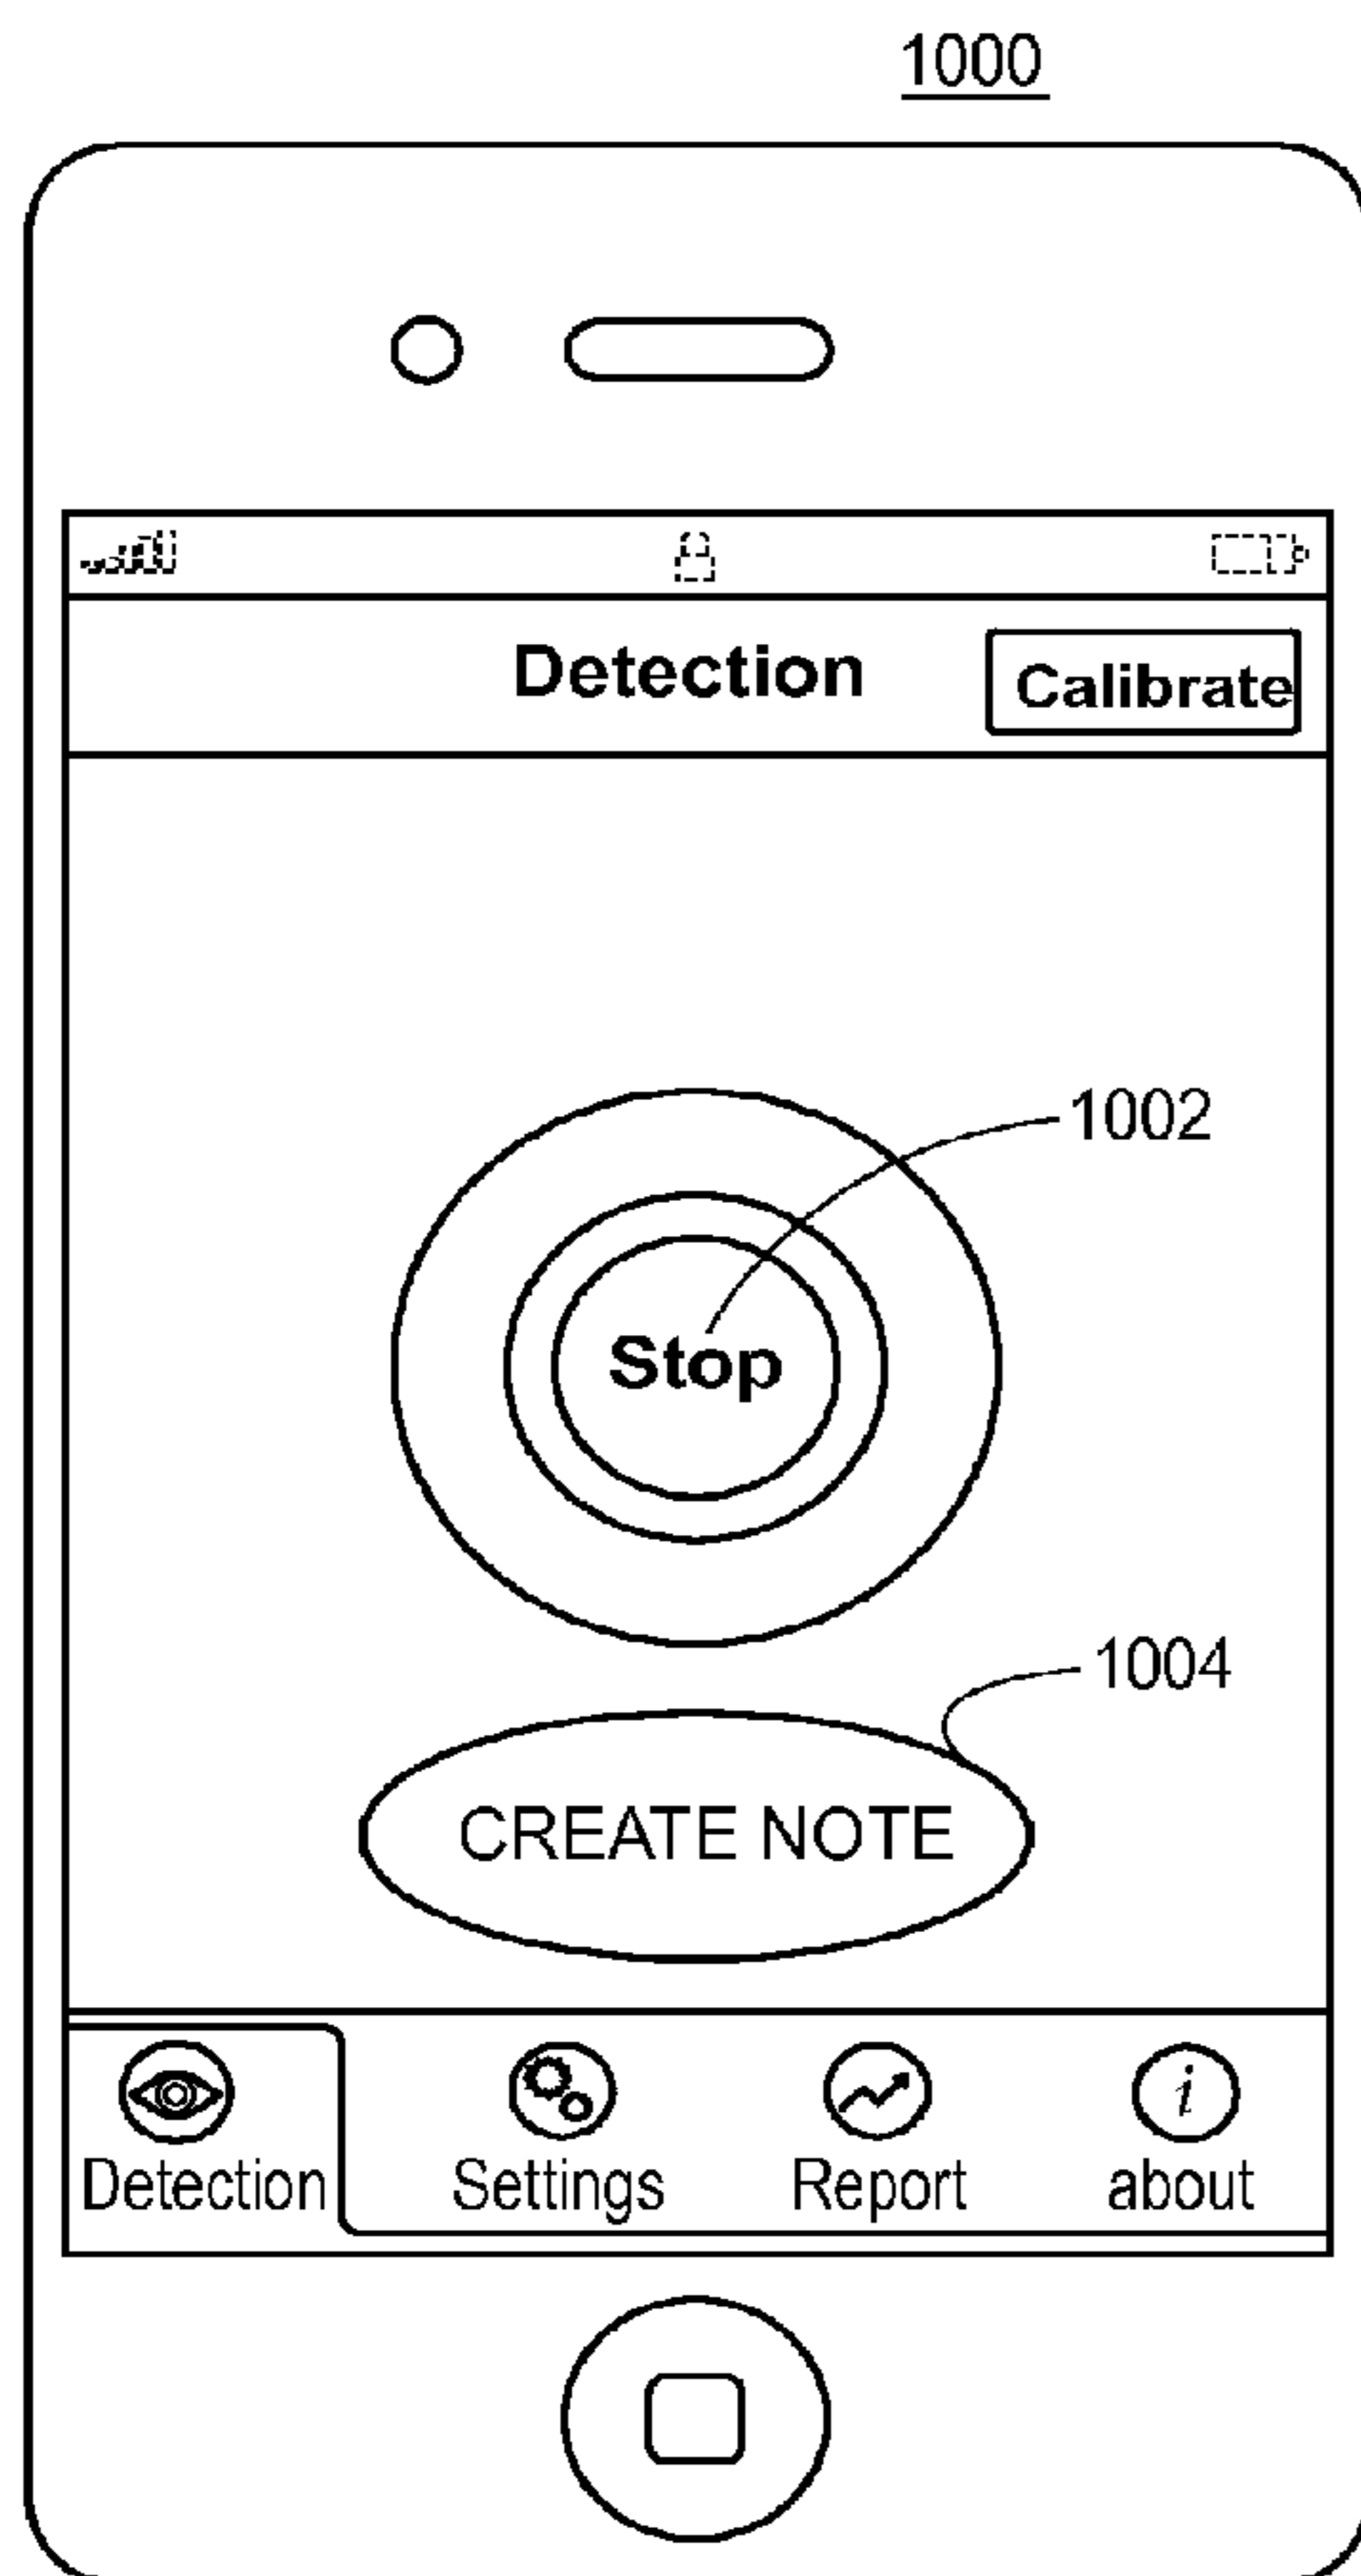 1000
Detection
Calibrate
1002
Stop
1004
CREATE NOTE
Detection Settings Report about